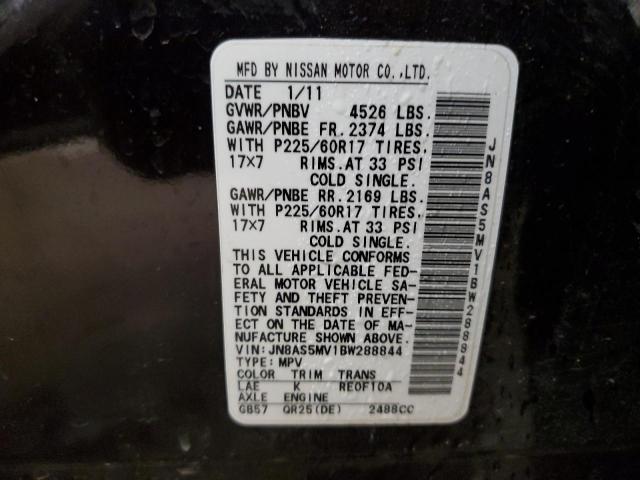 MFD BY NISSAN MOTOR CO.,LTD.
DATE 1/11
GVWR/PNBV 4526 LBS.
GAWR/PNBE FR. 2374 LBS.
WITH P225/60R17 TIRES.
17×7 RIMS. AT 33 PSI
COLD SINGLE.
GAWR/PNBE RR. 2169 LBS.
WITH P225/60R17 TIRES.
17×7 RIMS. AT 33 PSI
COLD SINGLE.
THIS VEHICLE CONFORMS
TO ALL APPLICABLE FED-
ERAL MOTOR VEHICLE SA-
FETY AND THEFT PREVEN-
TION STANDARDS IN EFF-
ECT ON THE DATE OF MA-
NUFACTURE SHOWN ABOVE.
VIN: JN8AS5MV1BW288844
TYPE: MPV
COLOR TRIM TRANS
LAE K RE0F10A
AXLE ENGINE
GB57 QR25(DE) 2488CC
JN8AS5MV1BW288844